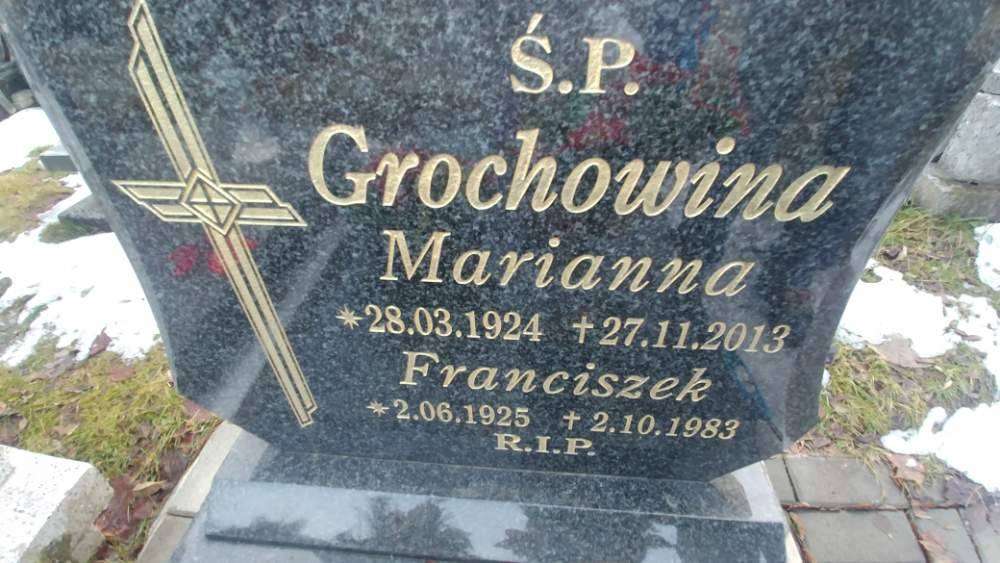 Ś.P.
Grochowina
Marianna
*28.03.1924 †27.11.2013
Franciszek
*2.06.1925 †2.10.1983
R.I.P.